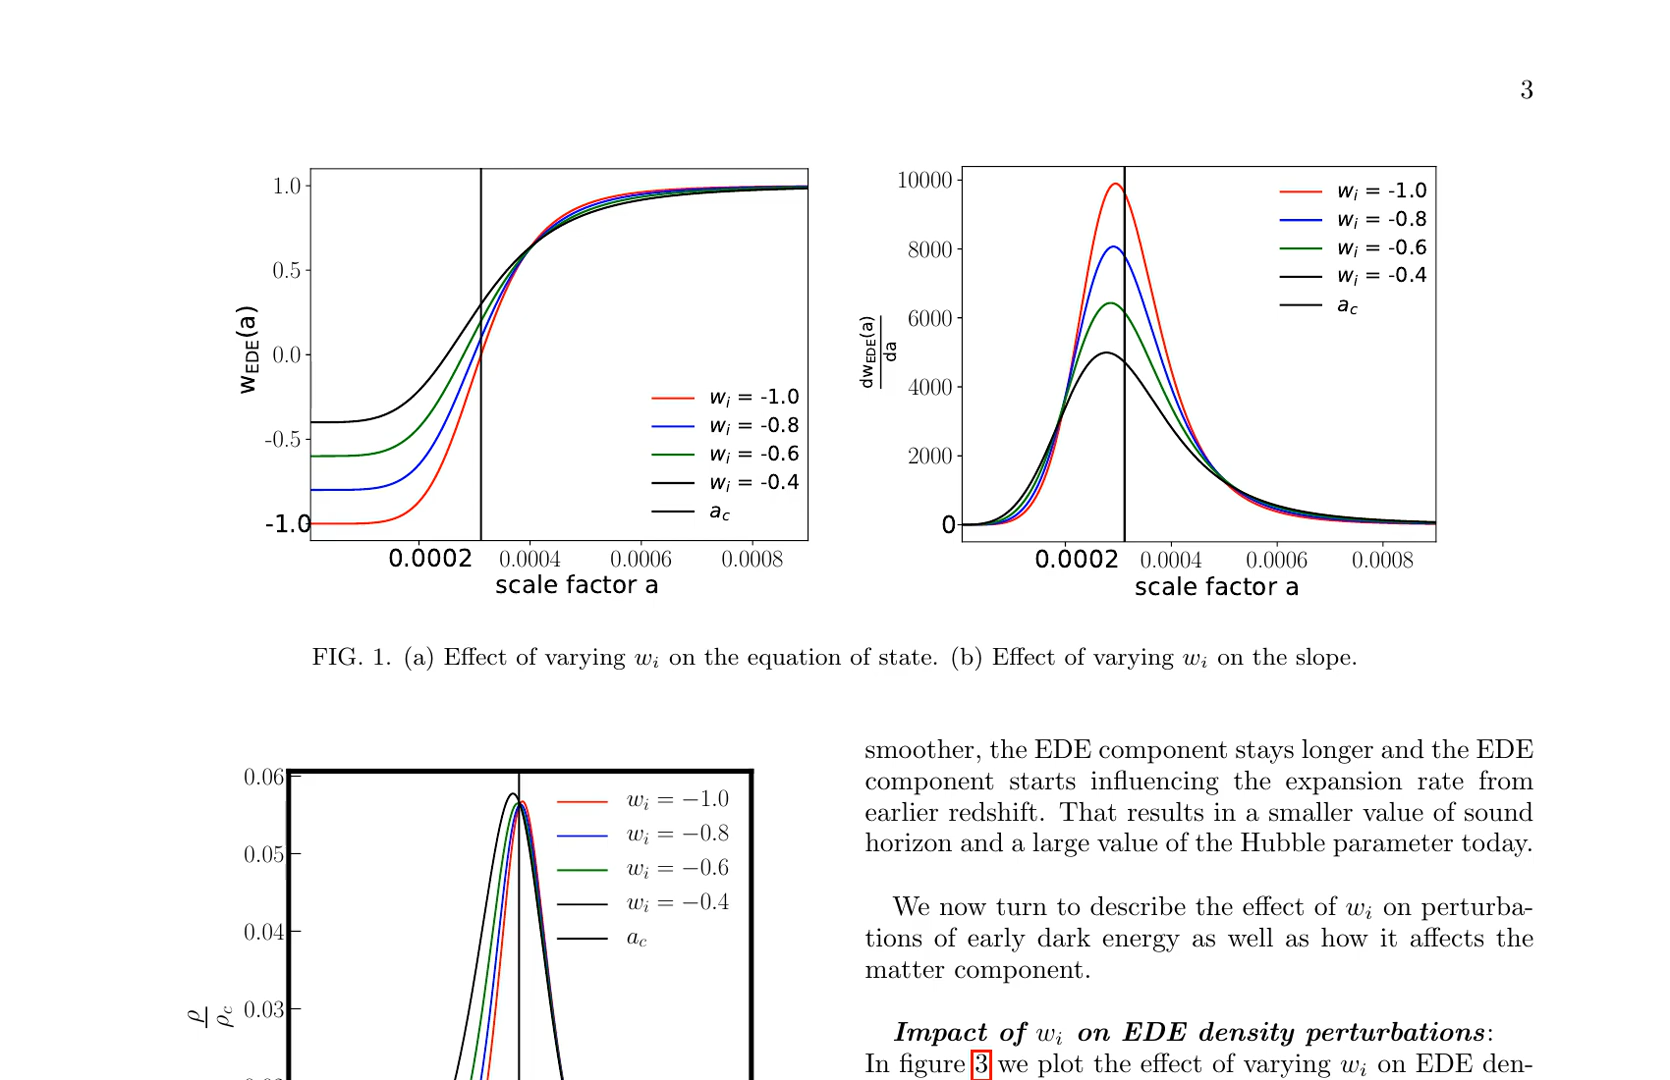 3
1.0
0.5
0.0
-0.5
-1.0
w_EDE(a)
w_i = -1.0
w_i = -0.8
w_i = -0.6
w_i = -0.4
a_c
0.0002 0.0004 0.0006 0.0008
scale factor a
10000
8000
6000
4000
2000
0
dw_EDE(a)
da
w_i = -1.0
w_i = -0.8
w_i = -0.6
w_i = -0.4
a_c
0.0002 0.0004 0.0006 0.0008
scale factor a
FIG. 1. (a) Effect of varying w_i on the equation of state. (b) Effect of varying w_i on the slope.
0.06
0.05
0.04
0.03
ρ
ρ_c
w_i = −1.0
w_i = −0.8
w_i = −0.6
w_i = −0.4
a_c
smoother, the EDE component stays longer and the EDE
component starts influencing the expansion rate from
earlier redshift. That results in a smaller value of sound
horizon and a large value of the Hubble parameter today.
We now turn to describe the effect of w_i on perturba-
tions of early dark energy as well as how it affects the
matter component.
Impact of w_i on EDE density perturbations:
In figure 3 we plot the effect of varying w_i on EDE den-